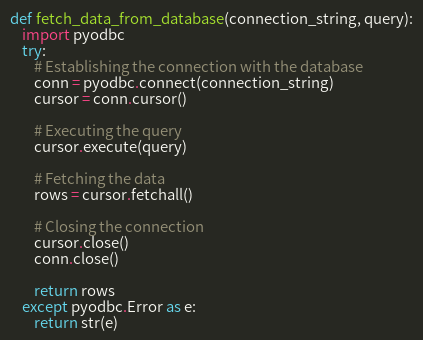 def fetch_data_from_database(connection_string, query):
    import pyodbc
    try:
        # Establishing the connection with the database
        conn = pyodbc.connect(connection_string)
        cursor = conn.cursor()

        # Executing the query
        cursor.execute(query)

        # Fetching the data
        rows = cursor.fetchall()

        # Closing the connection
        cursor.close()
        conn.close()

        return rows
    except pyodbc.Error as e:
        return str(e)